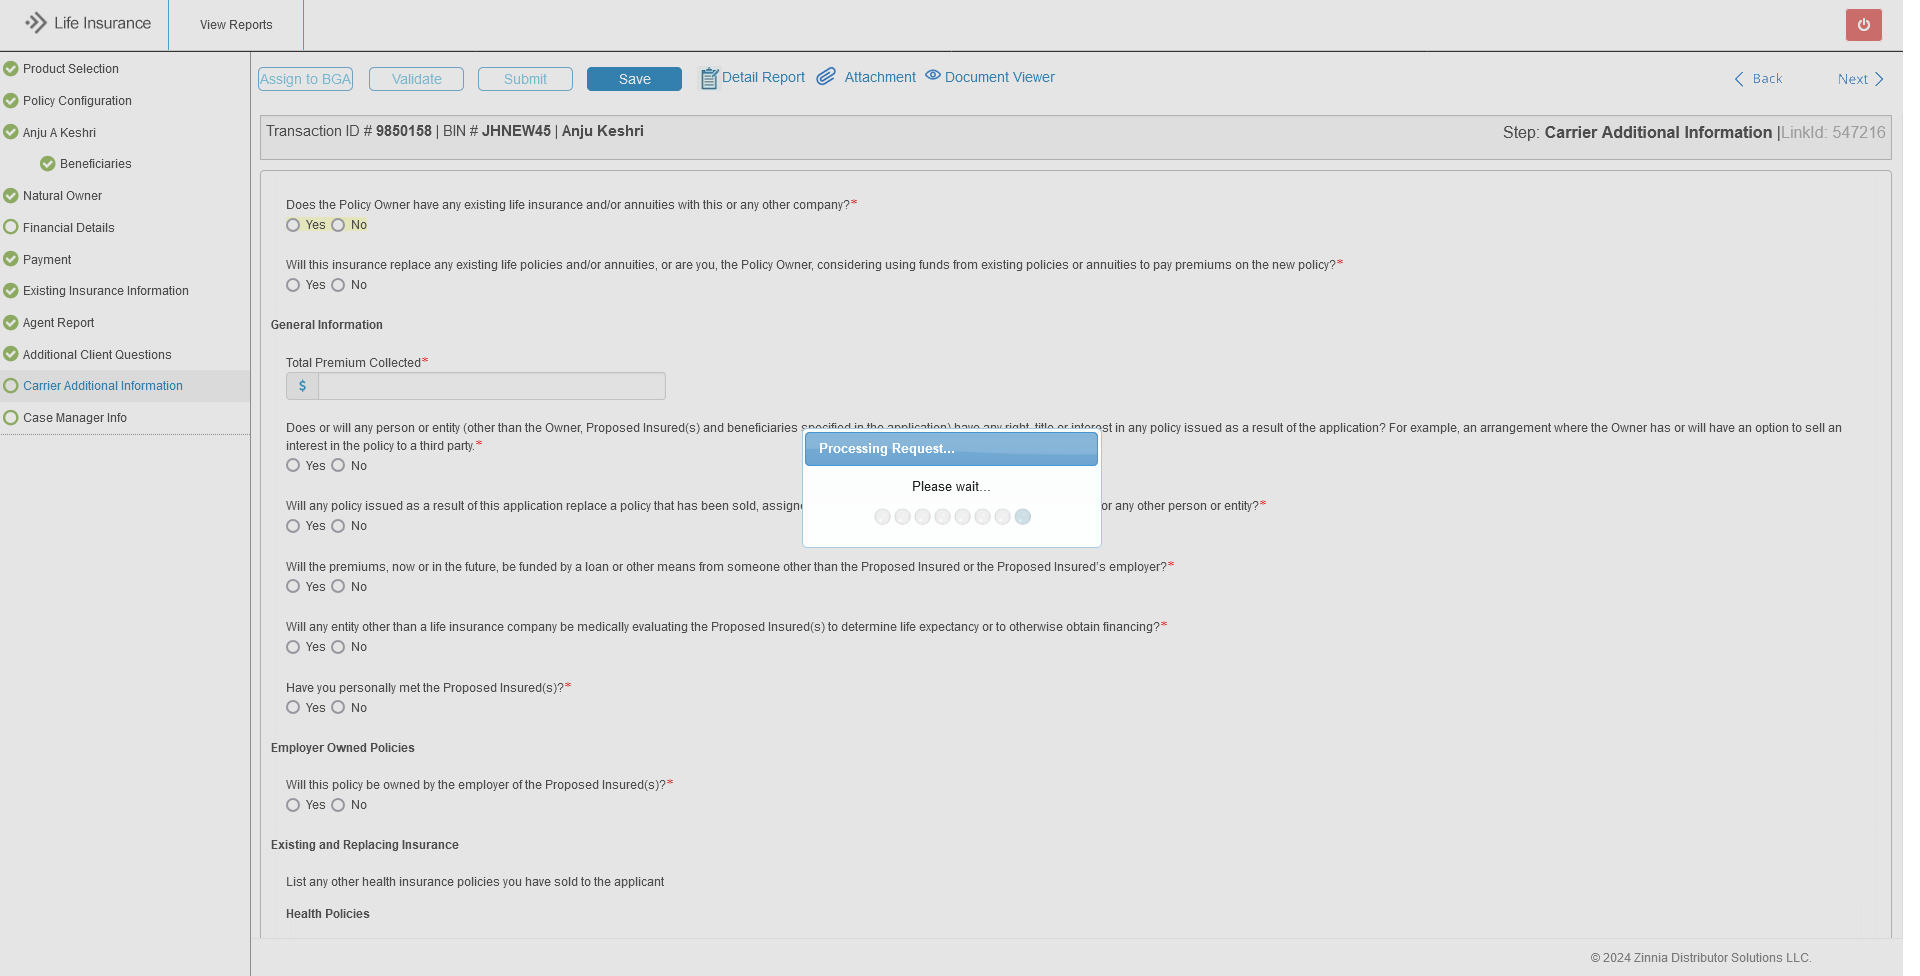 Life Insurance
View Reports
Product Selection
Policy Configuration
Anju A Keshri
Beneficiaries
Natural Owner
Financial Details
Payment
Existing Insurance Information
Agent Report
Additional Client Questions
Carrier Additional Information
Case Manager Info
Assign to BGA
Validate
Submit
Save
Detail Report
Attachment
Document Viewer
Back
Next
Transaction ID # 9850158 | BIN # JHNEW45 | Anju Keshri
Step: Carrier Additional Information |LinkId: 547216
Does the Policy Owner have any existing life insurance and/or annuities with this or any other company?*
Yes No
Will this insurance replace any existing life policies and/or annuities, or are you, the Policy Owner, considering using funds from existing policies or annuities to pay premiums on the new policy?*
Yes No
General Information
Total Premium Collected*
$
Does or will any person or entity (other than the Owner, Proposed Insured(s) and beneficiaries specified in the application) have any right, title or interest in any policy issued as a result of the application? For example, an arrangement where the Owner has or will have an option to sell an
interest in the policy to a third party.*
Yes No
Processing Request...
Please wait...
Will any policy issued as a result of this application replace a policy that has been sold, or any other person or entity?*
Yes No
Will the premiums, now or in the future, be funded by a loan or other means from someone other than the Proposed Insured or the Proposed Insured's employer?*
Yes No
Will any entity other than a life insurance company be medically evaluating the Proposed Insured(s) to determine life expectancy or to otherwise obtain financing?*
Yes No
Have you personally met the Proposed Insured(s)?*
Yes No
Employer Owned Policies
Will this policy be owned by the employer of the Proposed Insured(s)?*
Yes No
Existing and Replacing Insurance
List any other health insurance policies you have sold to the applicant
Health Policies
© 2024 Zinnia Distributor Solutions LLC.